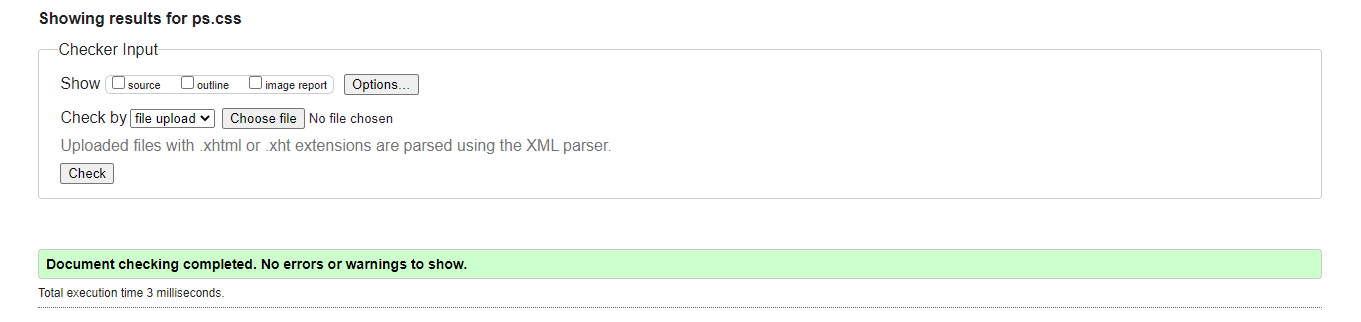 Showing results for ps.css
Checker Input
Show source outline image report Options...
Check by file upload Choose file No file chosen
Uploaded files with .xhtml or .xht extensions are parsed using the XML parser.
Check
Document checking completed. No errors or warnings to show.
Total execution time 3 milliseconds.